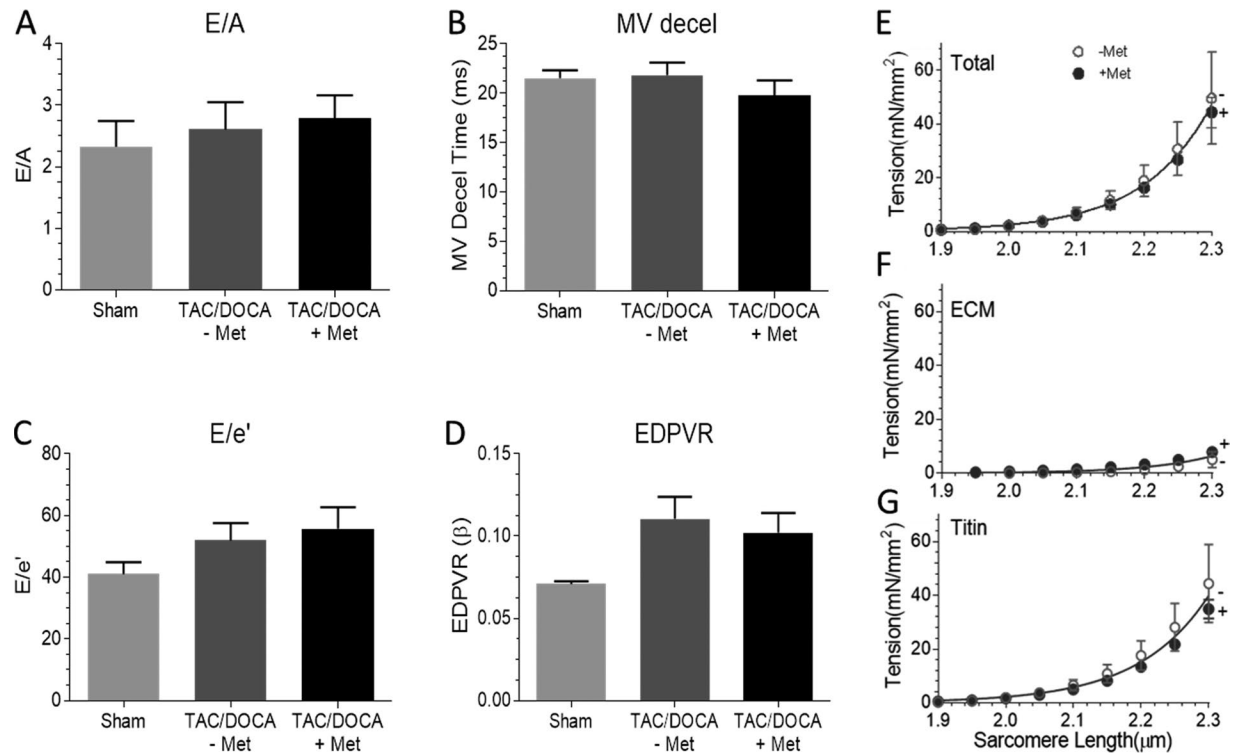 A
E/A
E/A
4
3
2
1
0
Sham
TAC/DOCA
- Met
TAC/DOCA
+ Met
B
MV decel
MV Decel Time (ms)
25
20
15
10
5
0
Sham
TAC/DOCA
- Met
TAC/DOCA
+ Met
C
E/e'
E/e'
80
60
40
20
0
Sham
TAC/DOCA
- Met
TAC/DOCA
+ Met
D
EDPVR
EDPVR (β)
0.15
0.10
0.05
0.00
Sham
TAC/DOCA
- Met
TAC/DOCA
+ Met
E
Total
-Met
+Met
Tension(mN/mm²)
60
40
20
0
1.9 2.0 2.1 2.2 2.3
-
+
F
ECM
Tension(mN/mm²)
60
40
20
0
1.9 2.0 2.1 2.2 2.3
+
-
G
Titin
Tension(mN/mm²)
60
40
20
0
1.9 2.0 2.1 2.2 2.3
-
+
Sarcomere Length(μm)